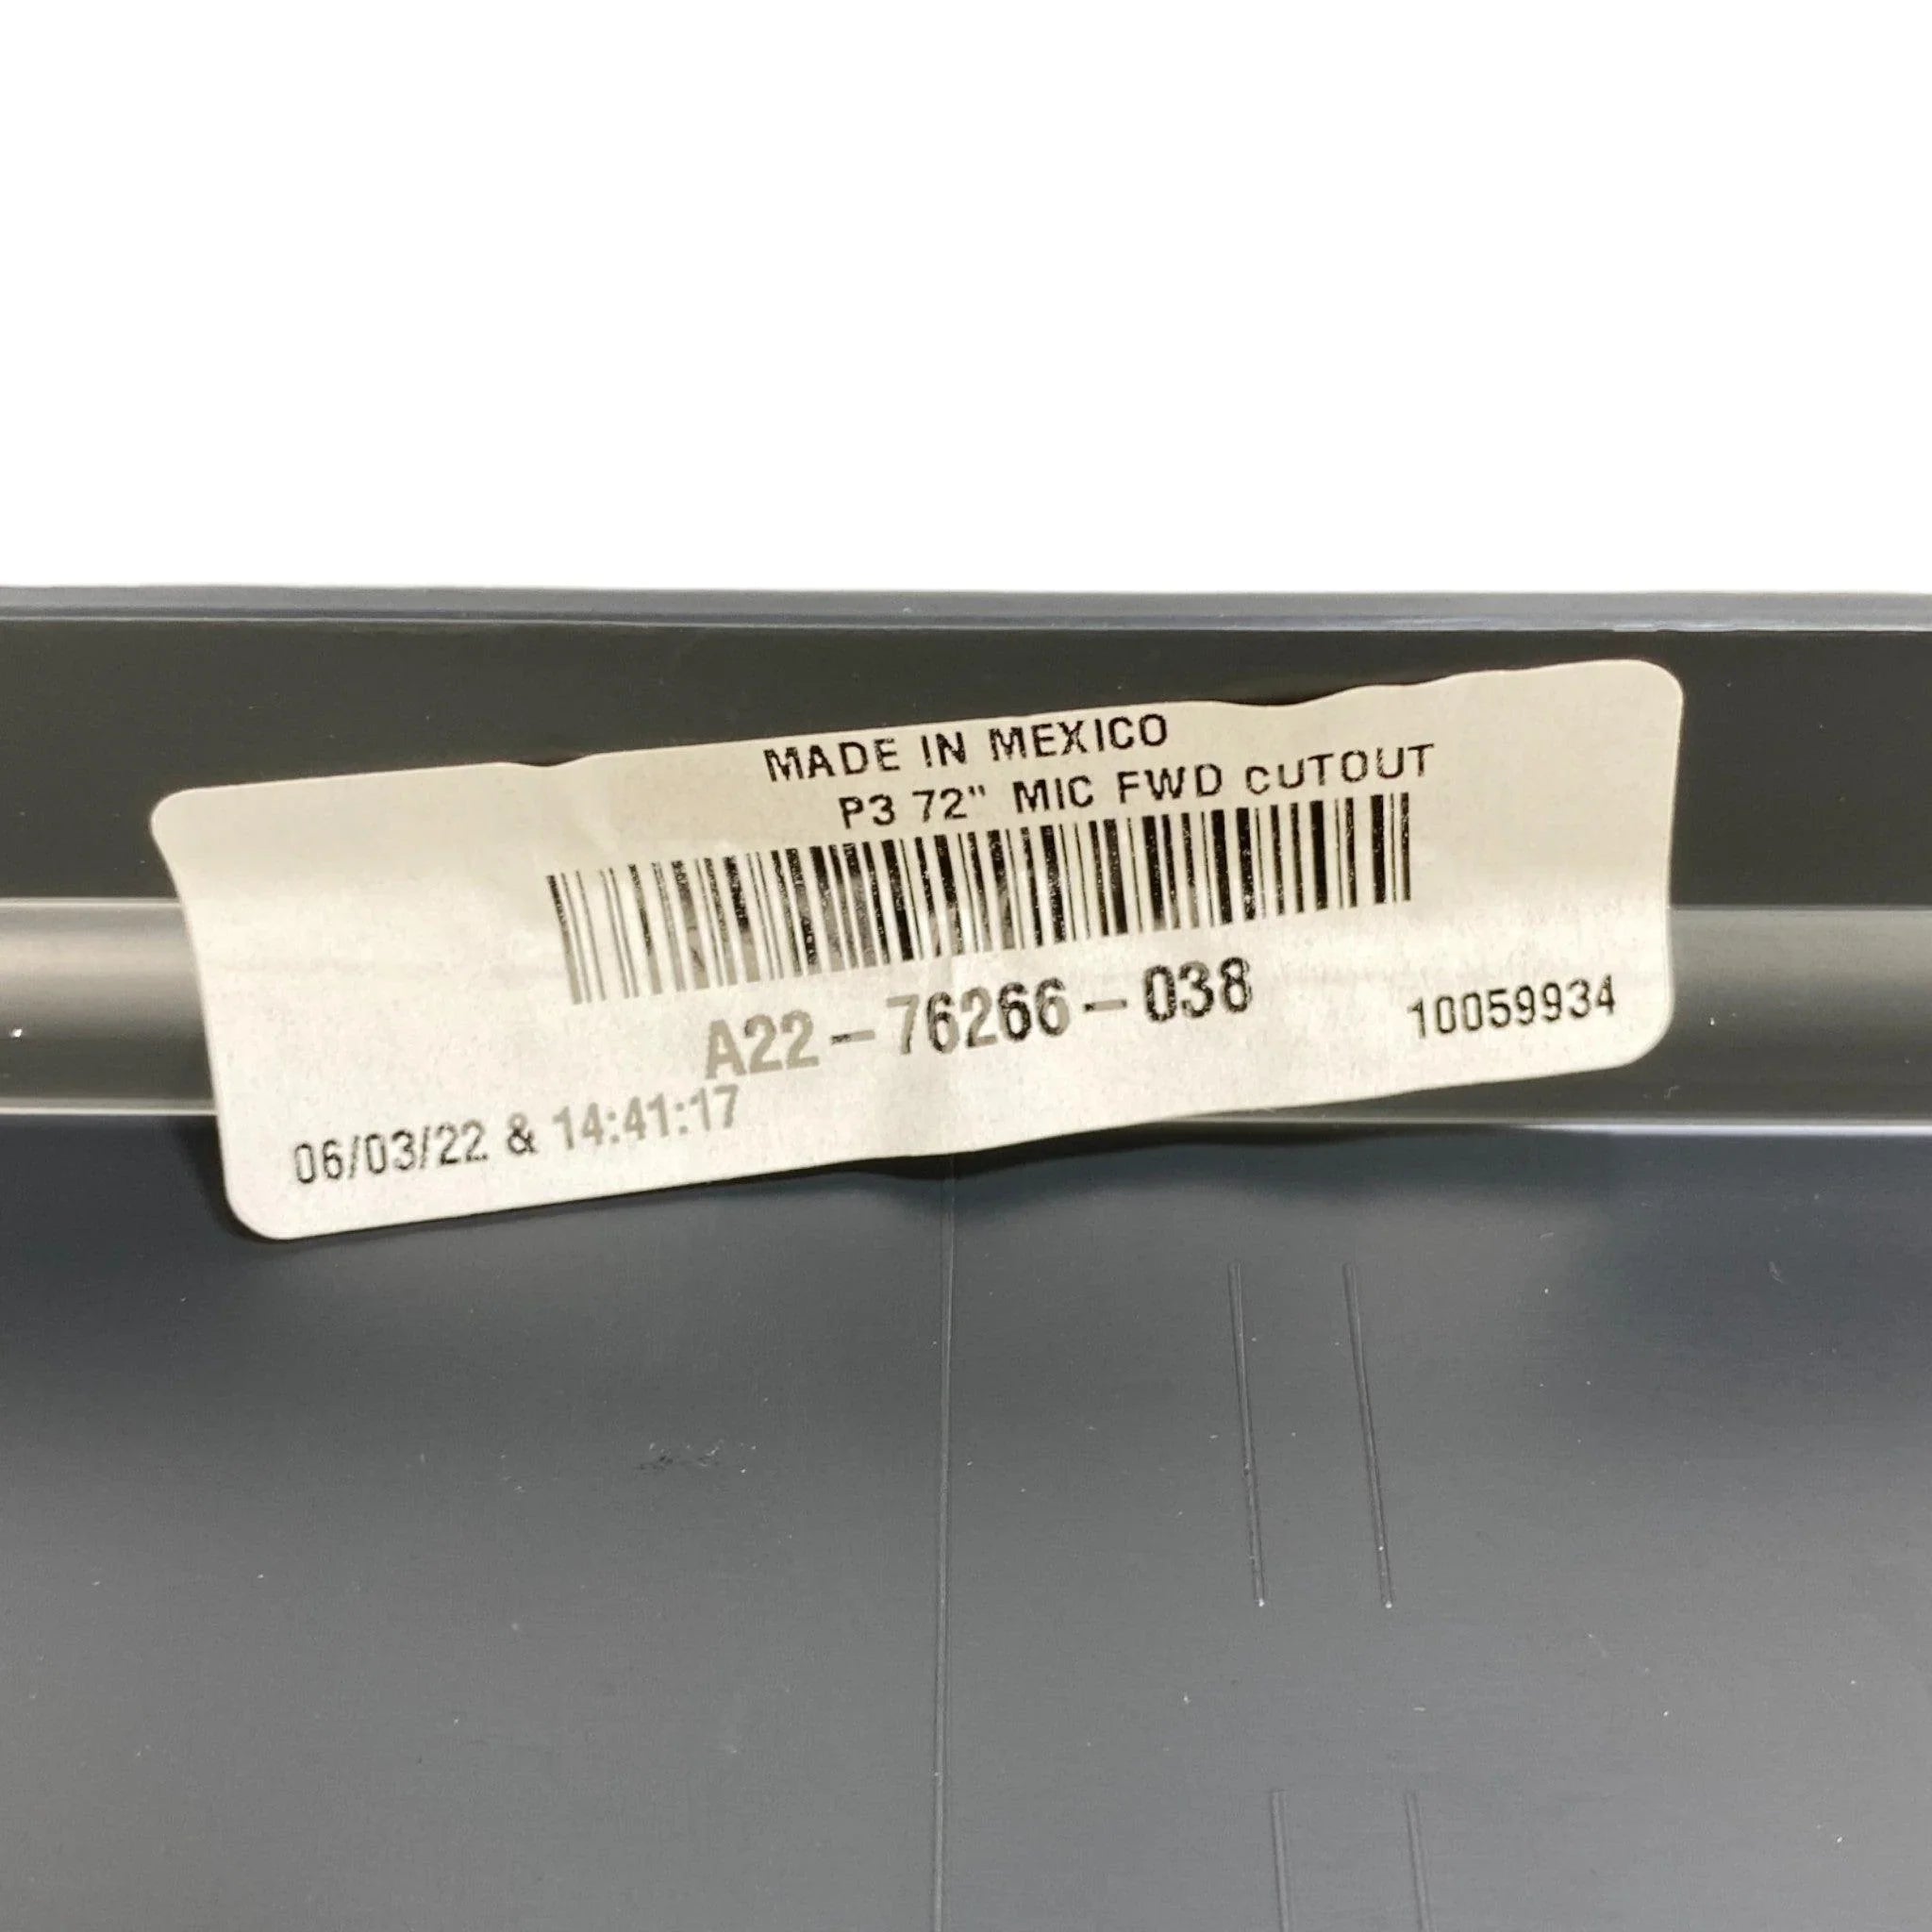 MADE IN MEXICO
P3 72" MIC FWD CUTOUT
A22-76266-038
10059934
06/03/22 & 14:41:17